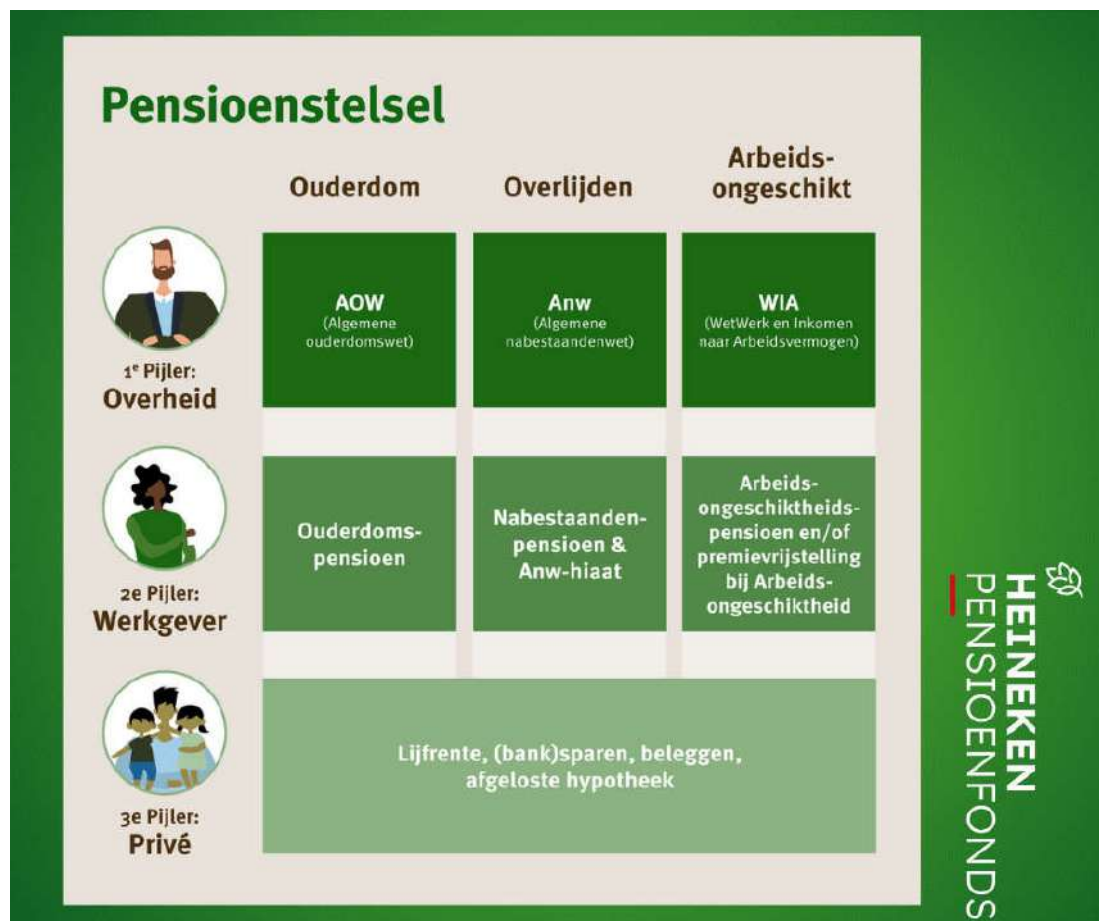 Pensioenstelsel
Ouderdom
Overlijden
Arbeids-
ongeschikt
1e Pijler:
Overheid
AOW
(Algemene
ouderdomswet)
Anw
(Algemene
nabestaandenwet)
WIA
(WetWerk en Inkomen
naar Arbeidsvermogen)
2e Pijler:
Werkgever
Ouderdoms-
pensioen
Nabestaanden-
pensioen &
Anw-hiaat
Arbeids-
ongeschiktheids-
pensioen en/of
premievrijstelling
bij Arbeids-
ongeschiktheid
3e Pijler:
Privé
Lijfrente, (bank)sparen, beleggen,
afgeloste hypotheek
HEINEKEN
PENSIOENFONDS